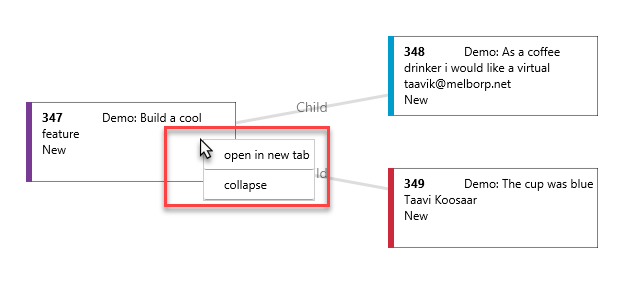 347 Demo: Build a cool
feature
New
Child
ld
open in new tab
collapse
348 Demo: As a coffee
drinker i would like a virtual
taavik@melborp.net
New
349 Demo: The cup was blue
Taavi Koosaar
New